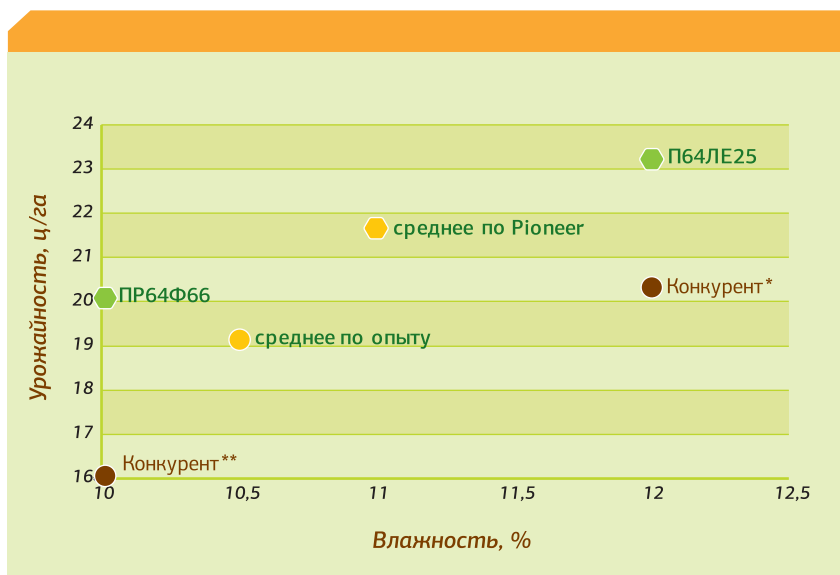 24
23
22
21
20
19
18
17
16
Урожайность, ц/га
П64ЛЕ25
среднее по Pioneer
Конкурент*
ПР64Ф66
среднее по опыту
Конкурент**
10 10,5 11 11,5 12 12,5
Влажность, %